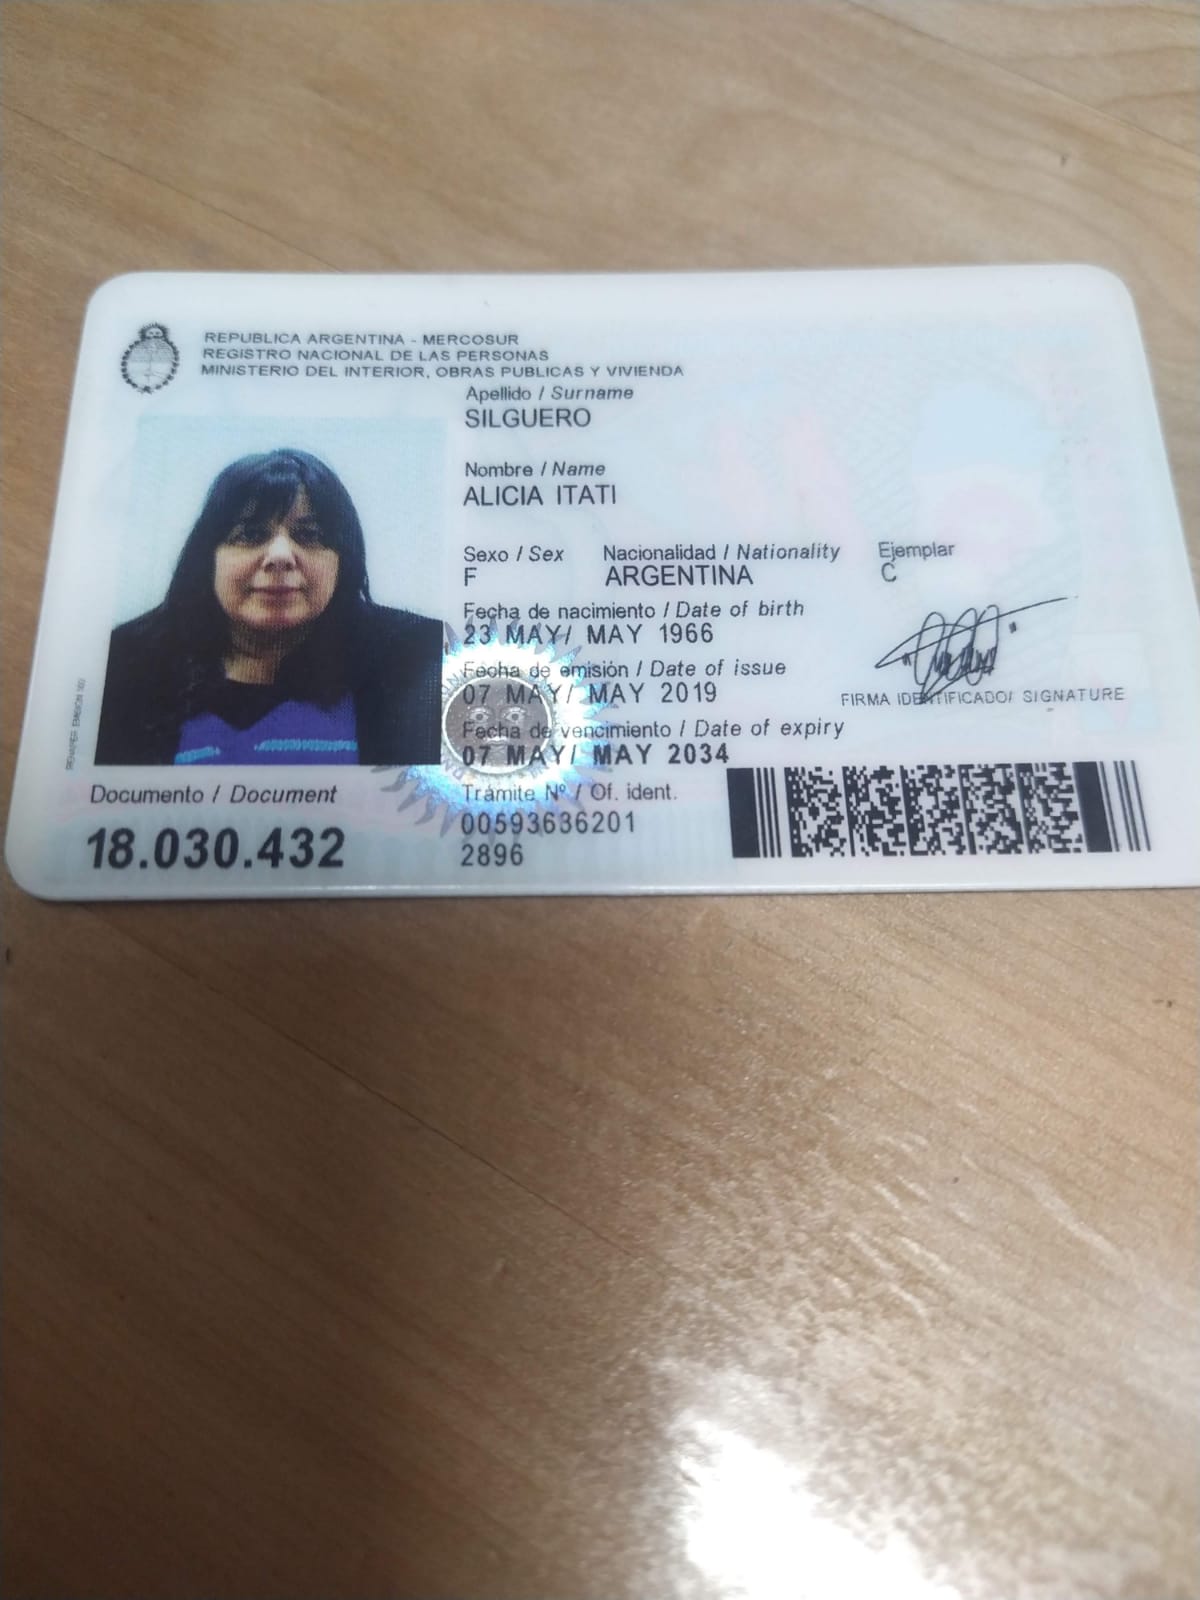 REPUBLICA ARGENTINA - MERCOSUR
REGISTRO NACIONAL DE LAS PERSONAS
MINISTERIO DEL INTERIOR, OBRAS PUBLICAS Y VIVIENDA
Apellido / Surname
SILGUERO
Nombre / Name
ALICIA ITATI
Sexo / Sex Nacionalidad / Nationality Ejemplar
F ARGENTINA C
Fecha de nacimiento / Date of birth
23 MAY/ MAY 1966
Fecha de emisión / Date of issue
07 MAY/ MAY 2019
FIRMA IDENTIFICADO/ SIGNATURE
Fecha de vencimiento / Date of expiry
07 MAY/ MAY 2034
Documento / Document
18.030.432
Trámite Nº / Of. ident.
00593636201
2896